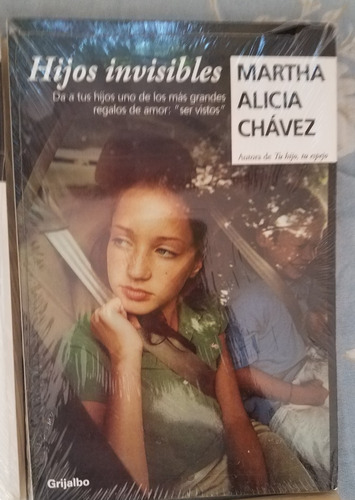 Hijos invisibles
Da a tus hijos uno de los más grandes
regalos de amor: "ser vistos"
MARTHA
ALICIA
CHÁVEZ
Autora de Tu hijo, tu espejo
Grijalbo